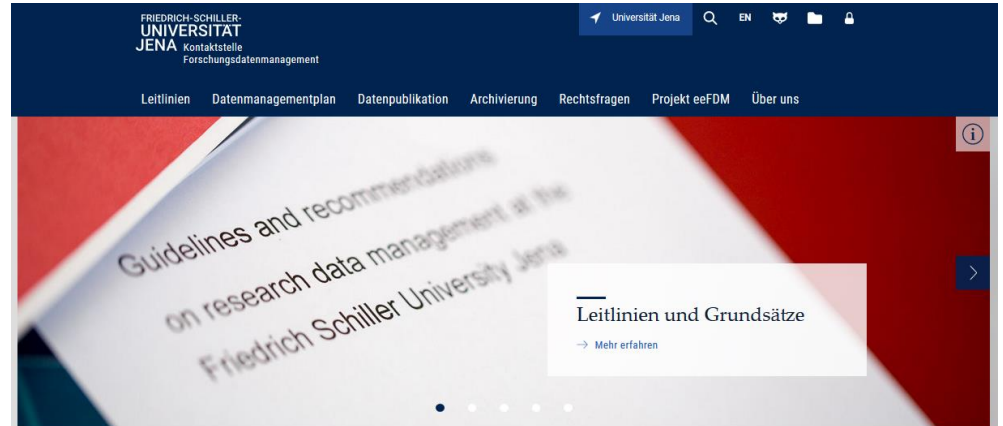 FRIEDRICH-SCHILLER-
UNIVERSITÄT
JENA Kontaktstelle
Forschungsdatenmanagement
Universität Jena
EN
Leitlinien Datenmanagementplan Datenpublikation Archivierung Rechtsfragen Projekt eeFDM Über uns
Guidelines and recommendations
on research data management at the
Friedrich Schiller University Jena
Leitlinien und Grundsätze
→ Mehr erfahren